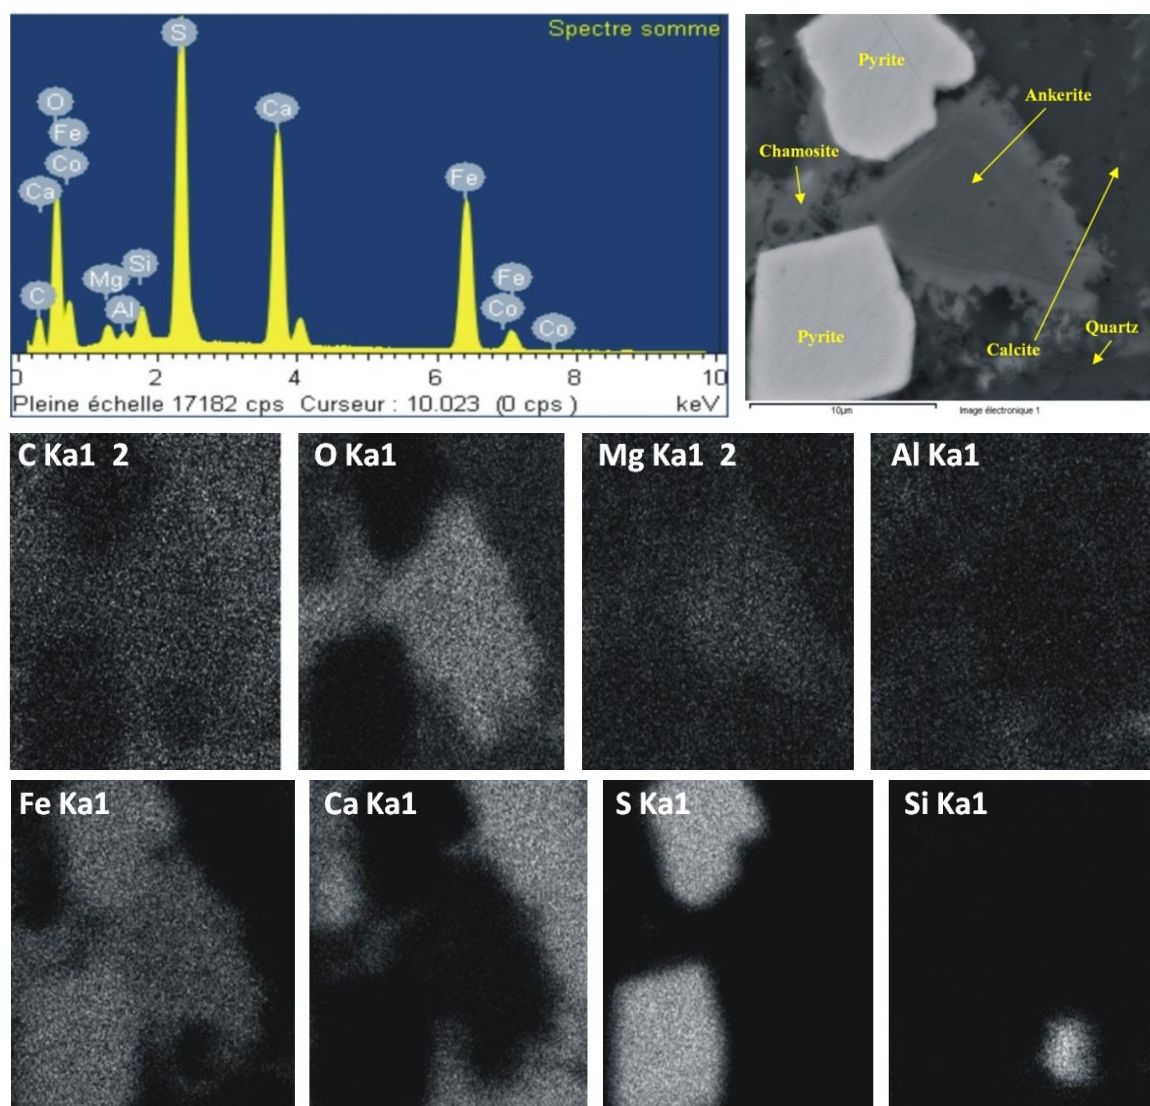 Spectre somme
S
O
Ca
Fe
Co
Ca
Fe
Si
Mg
Fe
C
Al
Co
Co
0 2 4 6 8 10
Pleine échelle 17182 cps Curseur : 10.023 (0 cps )
keV
Pyrite
Ankerite
Chamosite
Quartz
Pyrite
Calcite
10µm
Image électronique 1
C Ka1 2
O Ka1
Mg Ka1 2
Al Ka1
Fe Ka1
Ca Ka1
S Ka1
Si Ka1